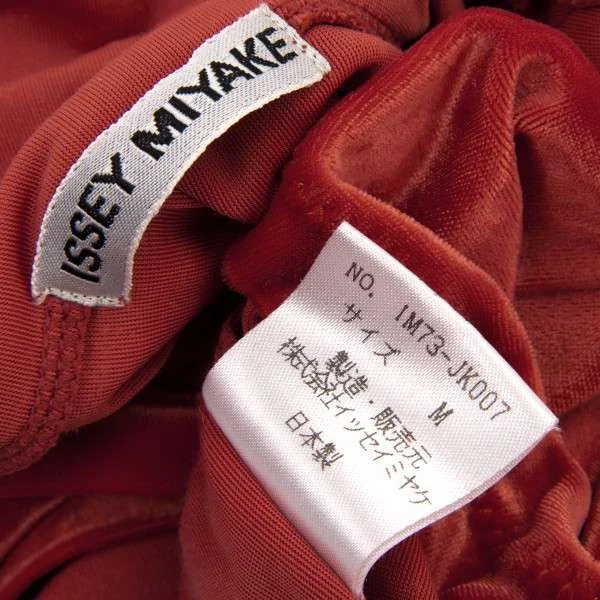 ISSEY MIYAKE
NO. IM73-JK007
サイズ M
製造・販売元
株式会社イッセイミヤケ
日本製